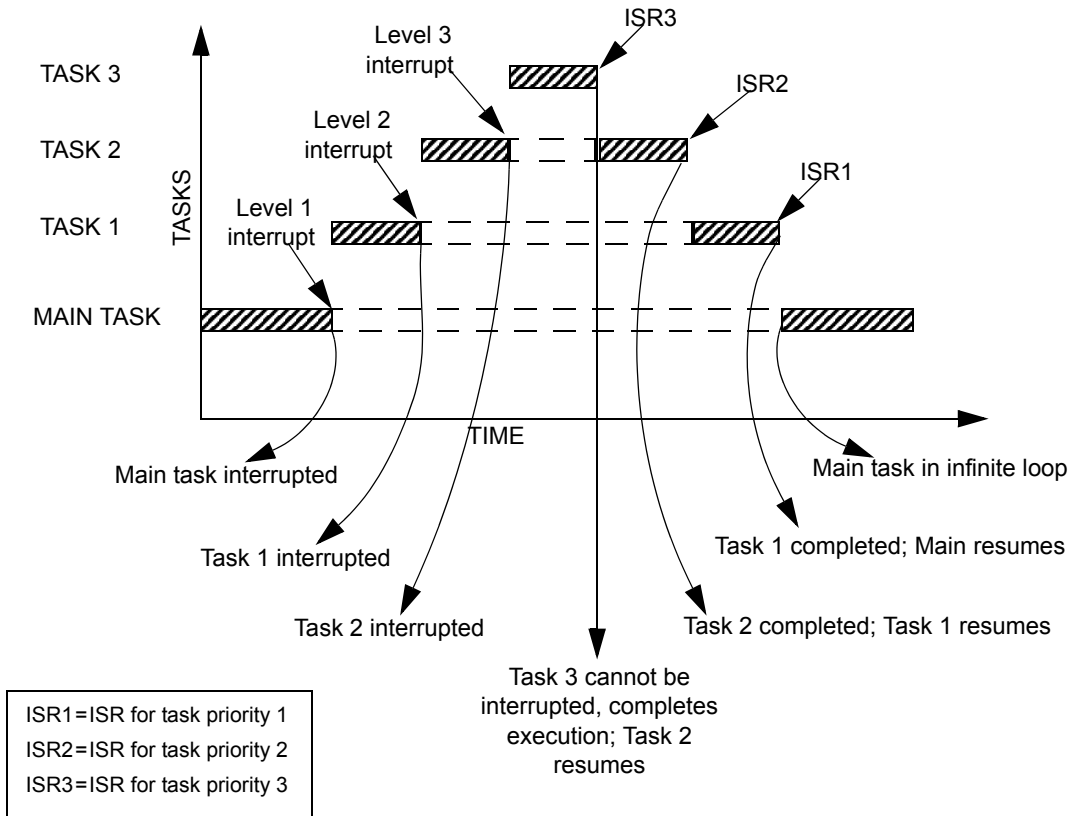 ISR3
Level 3
interrupt
TASK 3
ISR2
Level 2
interrupt
TASK 2
ISR1
Level 1
interrupt
TASK 1
TASKS
MAIN TASK
TIME
Main task interrupted
Main task in infinite loop
Task 1 interrupted
Task 1 completed; Main resumes
Task 2 interrupted
Task 2 completed; Task 1 resumes
Task 3 cannot be
interrupted, completes
execution; Task 2
resumes
ISR1=ISR for task priority 1
ISR2=ISR for task priority 2
ISR3=ISR for task priority 3